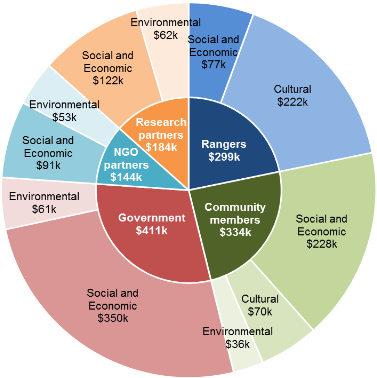 Environmental
$62k
Social and
Economic
$77k
Social and
Economic
$122k
Cultural
$222k
Environmental
$53k
Research
partners
$184k
Rangers
$299k
Social and
Economic
$91k
NGO
partners
$144k
Environmental
$61k
Government
$411k
Community
members
$334k
Social and
Economic
$228k
Social and
Economic
$350k
Cultural
$70k
Environmental
$36k